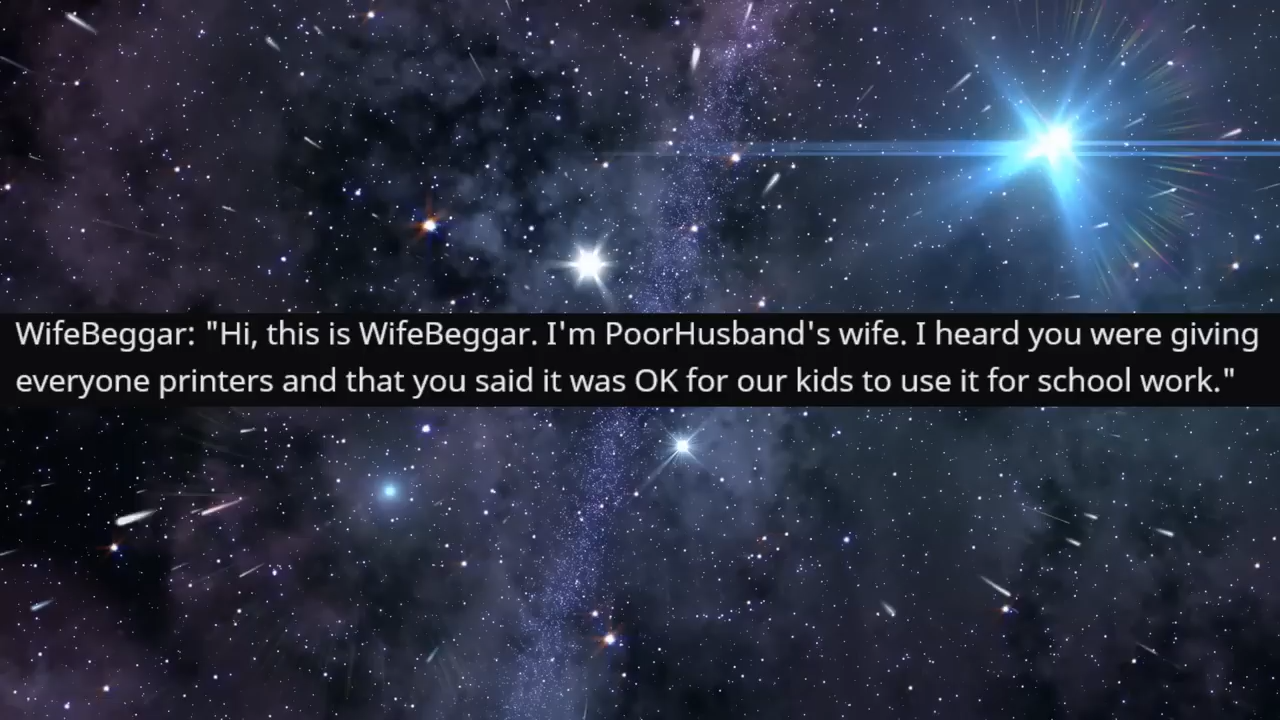 WifeBeggar: "Hi, this is WifeBeggar. I'm PoorHusband's wife. I heard you were giving
everyone printers and that you said it was OK for our kids to use it for school work."